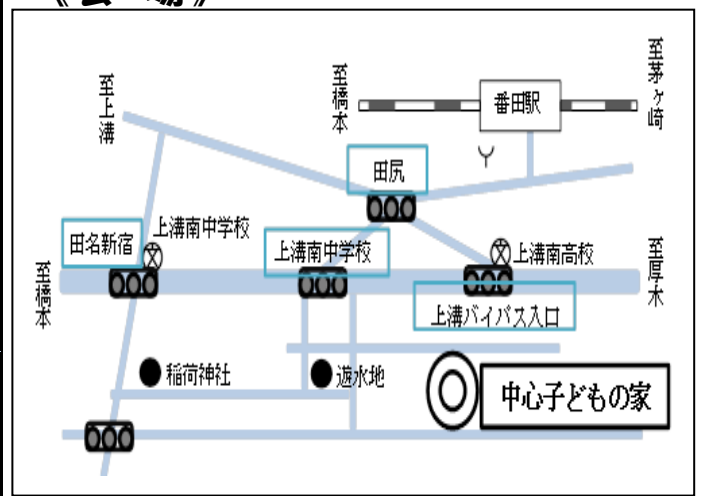 《会 場》
至上溝
至橋本
番田駅
至茅ヶ崎
田尻
田名新宿
上溝南中学校
上溝南中学校
上溝南高校
至橋本
至厚木
上溝バイパス入口
稲荷神社
遊水地
中心子どもの家